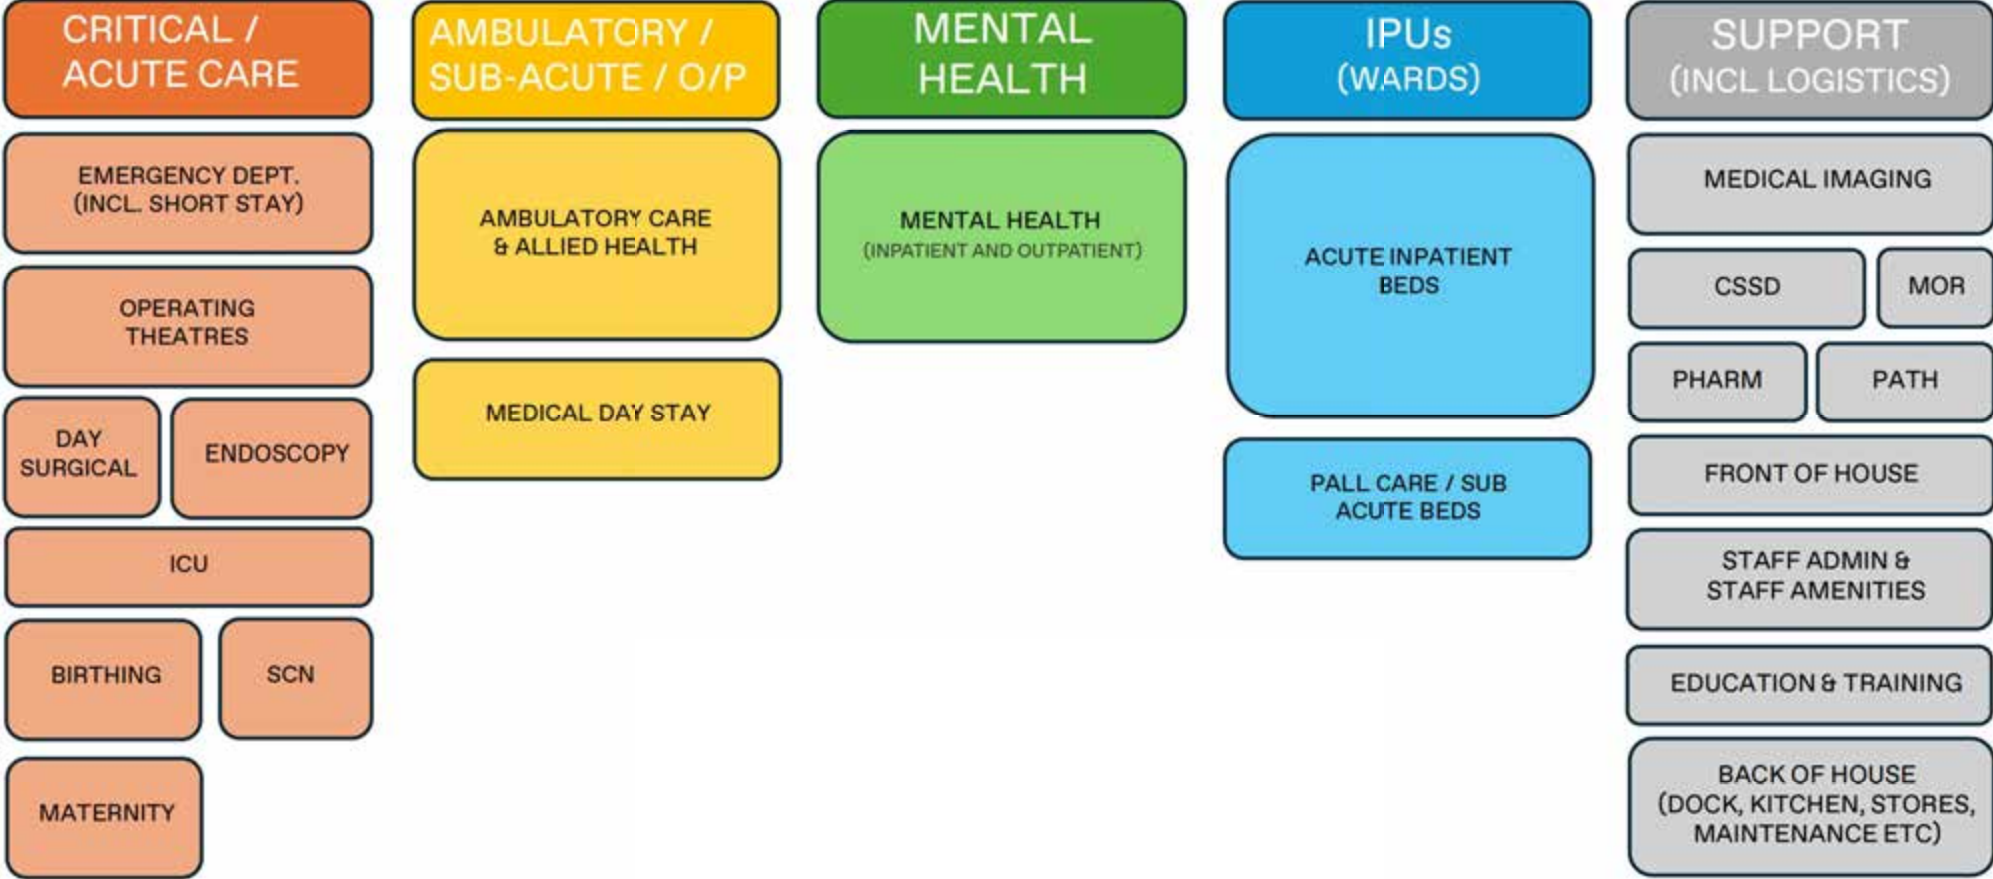 CRITICAL /
ACUTE CARE
EMERGENCY DEPT.
(INCL. SHORT STAY)
OPERATING
THEATRES
DAY
SURGICAL
ENDOSCOPY
ICU
BIRTHING
SCN
MATERNITY
AMBULATORY /
SUB-ACUTE / O/P
AMBULATORY CARE
& ALLIED HEALTH
MEDICAL DAY STAY
MENTAL
HEALTH
MENTAL HEALTH
(INPATIENT AND OUTPATIENT)
IPUs
(WARDS)
ACUTE INPATIENT
BEDS
PALL CARE / SUB
ACUTE BEDS
SUPPORT
(INCL LOGISTICS)
MEDICAL IMAGING
CSSD
MOR
PHARM
PATH
FRONT OF HOUSE
STAFF ADMIN &
STAFF AMENITIES
EDUCATION & TRAINING
BACK OF HOUSE
(DOCK, KITCHEN, STORES,
MAINTENANCE ETC)